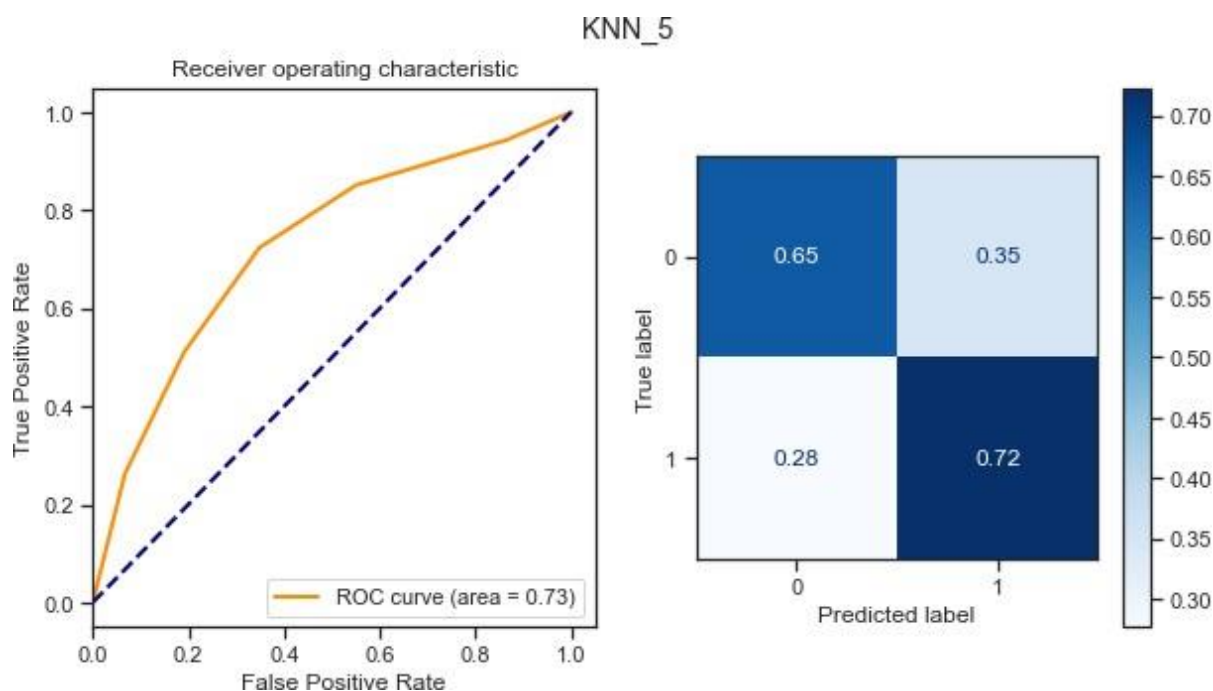 KNN_5
Receiver operating characteristic
True Positive Rate
1.0
0.8
0.6
0.4
0.2
0.0
ROC curve (area = 0.73)
0.0 0.2 0.4 0.6 0.8 1.0
False Positive Rate
True label
0
0.65 0.35
1
0.28 0.72
0 1
Predicted label
0.70
0.65
0.60
0.55
0.50
0.45
0.40
0.35
0.30